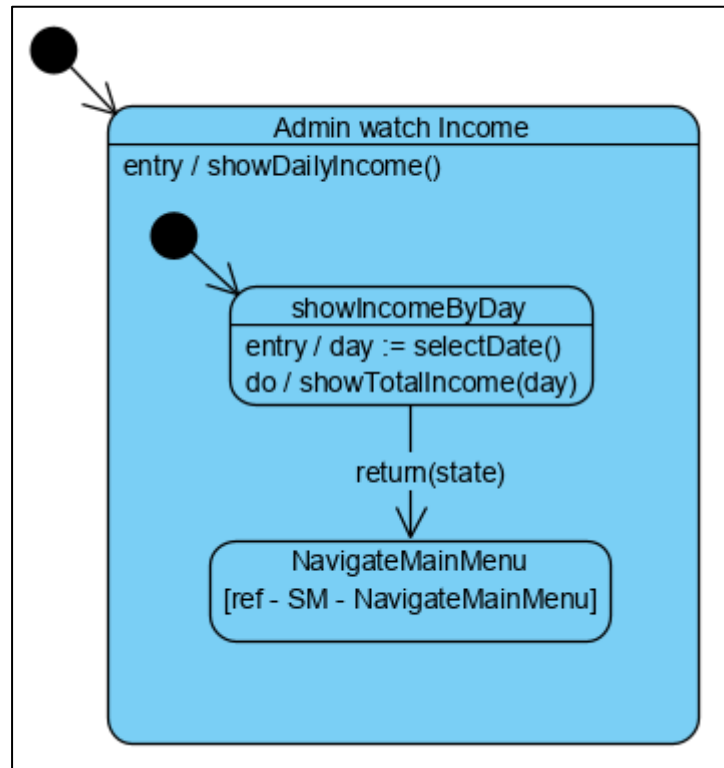 Admin watch Income
entry / showDailyIncome()
showIncomeByDay
entry / day := selectDate()
do / showTotalIncome(day)
return(state)
NavigateMainMenu
[ref - SM - NavigateMainMenu]